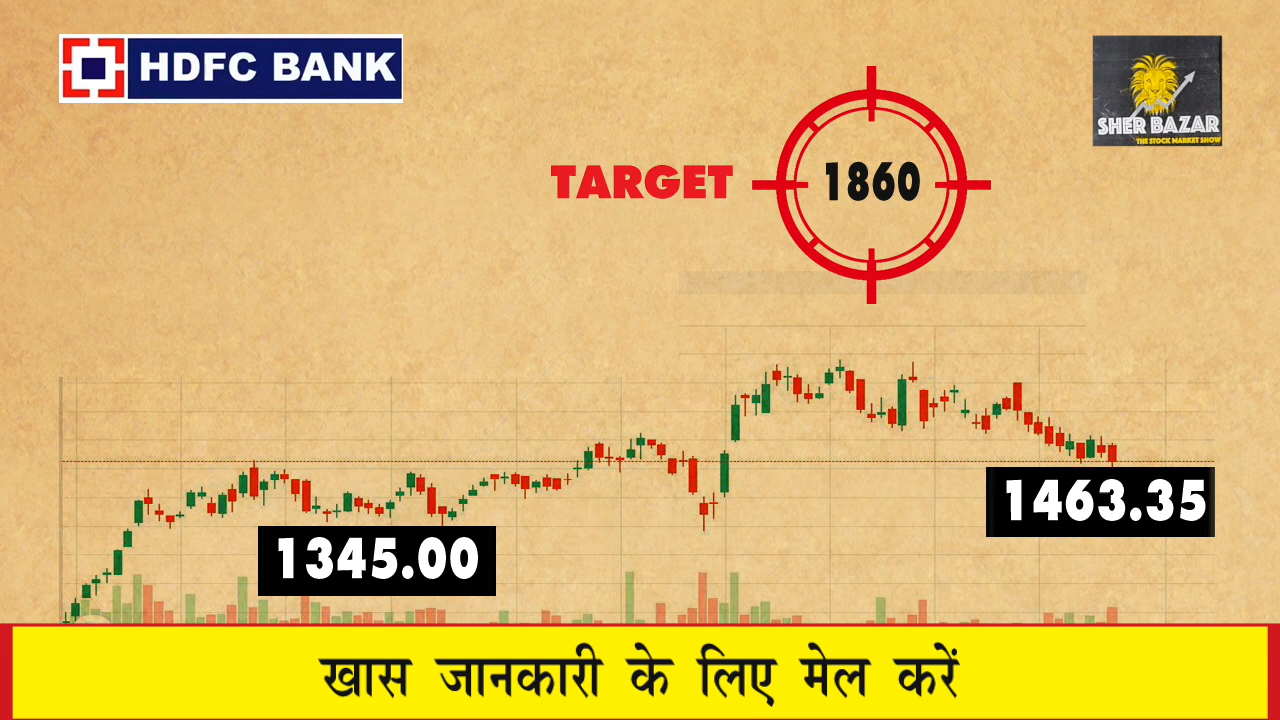 HDFC BANK
SHER BAZAR
THE STOCK MARKET SHOW
TARGET
1860
1463.35
1345.00
खास जानकारी के लिए मेल करें